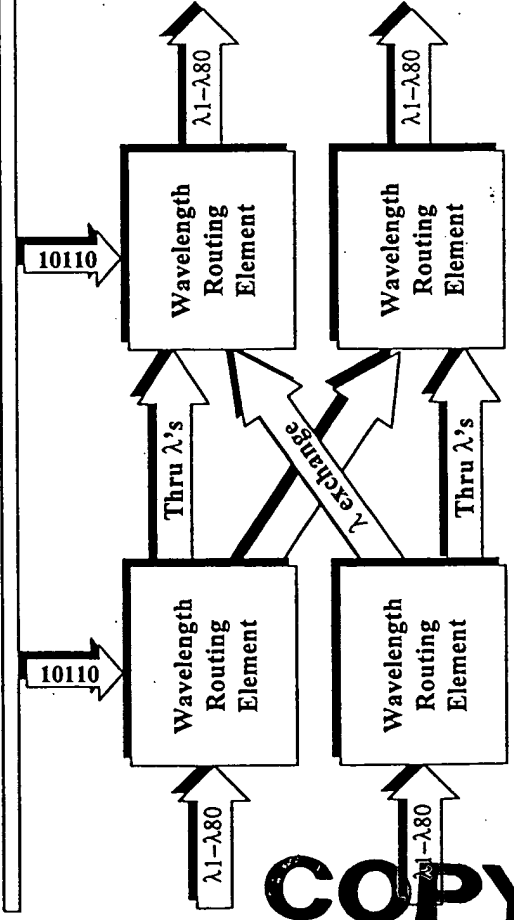 10110
10110
λ1–λ80
Wavelength
Routing
Element
Thru λ's
Wavelength
Routing
Element
λ1–λ80
λ exchange
λ1–λ80
Wavelength
Routing
Element
Thru λ's
Wavelength
Routing
Element
λ1–λ80
COPY